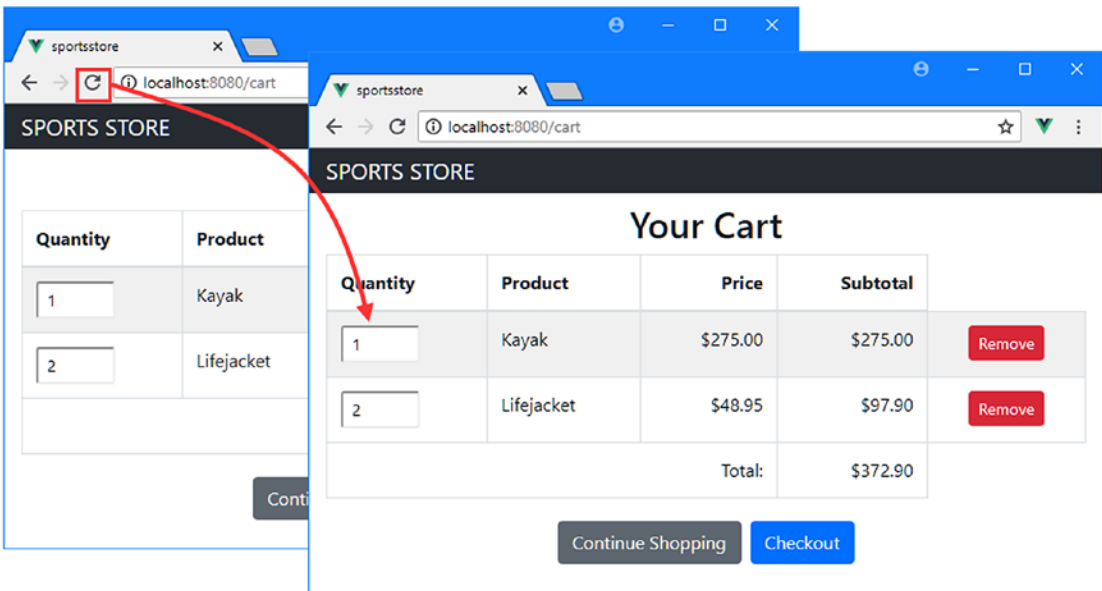 sportsstore
localhost:8080/cart
SPORTS STORE
Quantity Product
1 Kayak
2 Lifejacket
sportsstore
localhost:8080/cart
SPORTS STORE
Your Cart
Quantity Product Price Subtotal
1 Kayak $275.00 $275.00 Remove
2 Lifejacket $48.95 $97.90 Remove
Total: $372.90
Continue Shopping Checkout